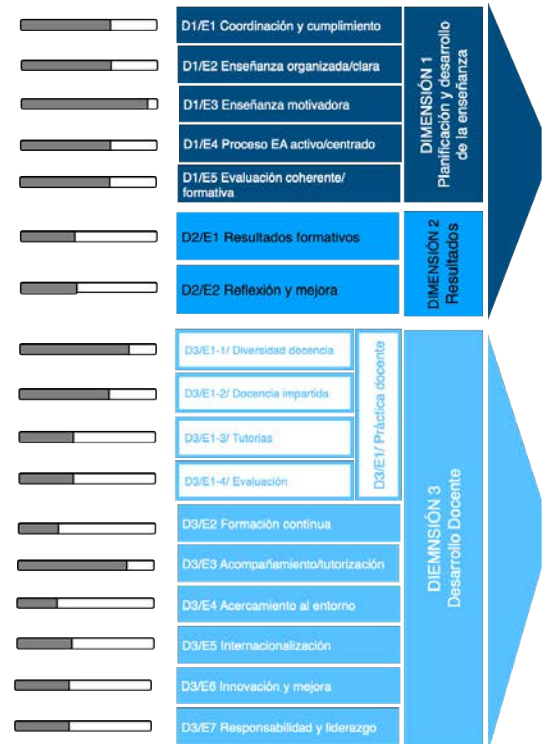 D1/E1 Coordinación y cumplimiento
D1/E2 Enseñanza organizada/clara
D1/E3 Enseñanza motivadora
D1/E4 Proceso EA activo/centrado
D1/E5 Evaluación coherente/
formativa
DIMENSIÓN 1
Planificación y desarrollo
de la enseñanza
D2/E1 Resultados formativos
D2/E2 Reflexión y mejora
DIMENSIÓN 2
Resultados
D3/E1-1/ Diversidad docencia
D3/E1-2/ Docencia impartida
D3/E1-3/ Tutorias
D3/E1-4/ Evaluación
D3/E1/ Práctica docente
D3/E2 Formación continua
D3/E3 Acompañamiento/tutorización
D3/E4 Acercamiento al entorno
D3/E5 Internacionalización
D3/E6 Innovación y mejora
D3/E7 Responsabilidad y liderazgo
DIEMNSIÓN 3
Desarrollo Docente